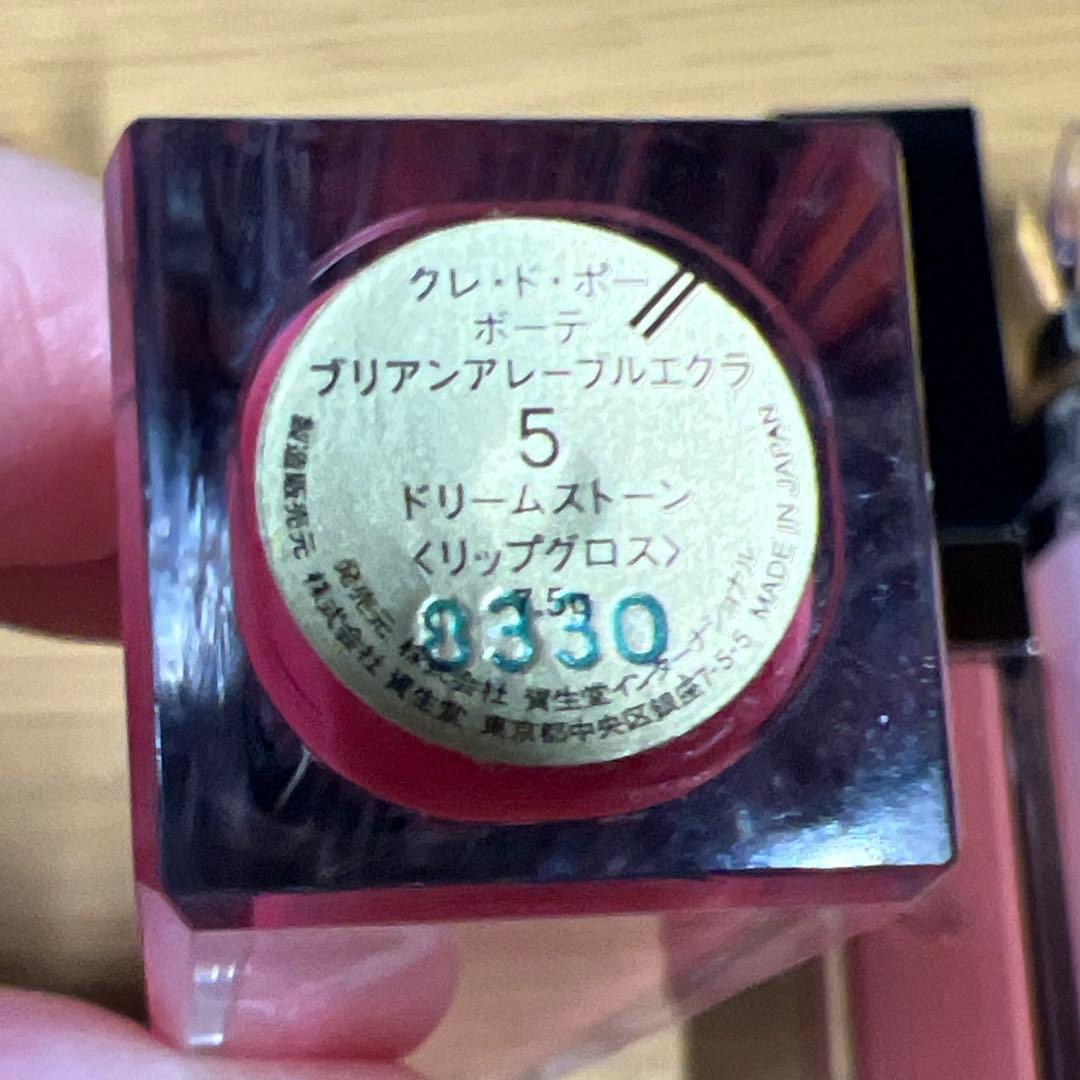 クレ・ド・ポー
ボーテ
ブリアンアレーブルエクラ
5
ドリームストーン
〈リップグロス〉
7.5g
8330
発売元 株式会社 資生堂インターナショナル
製造販売元 株式会社 資生堂 東京都中央区銀座7-5-5 MADE IN JAPAN